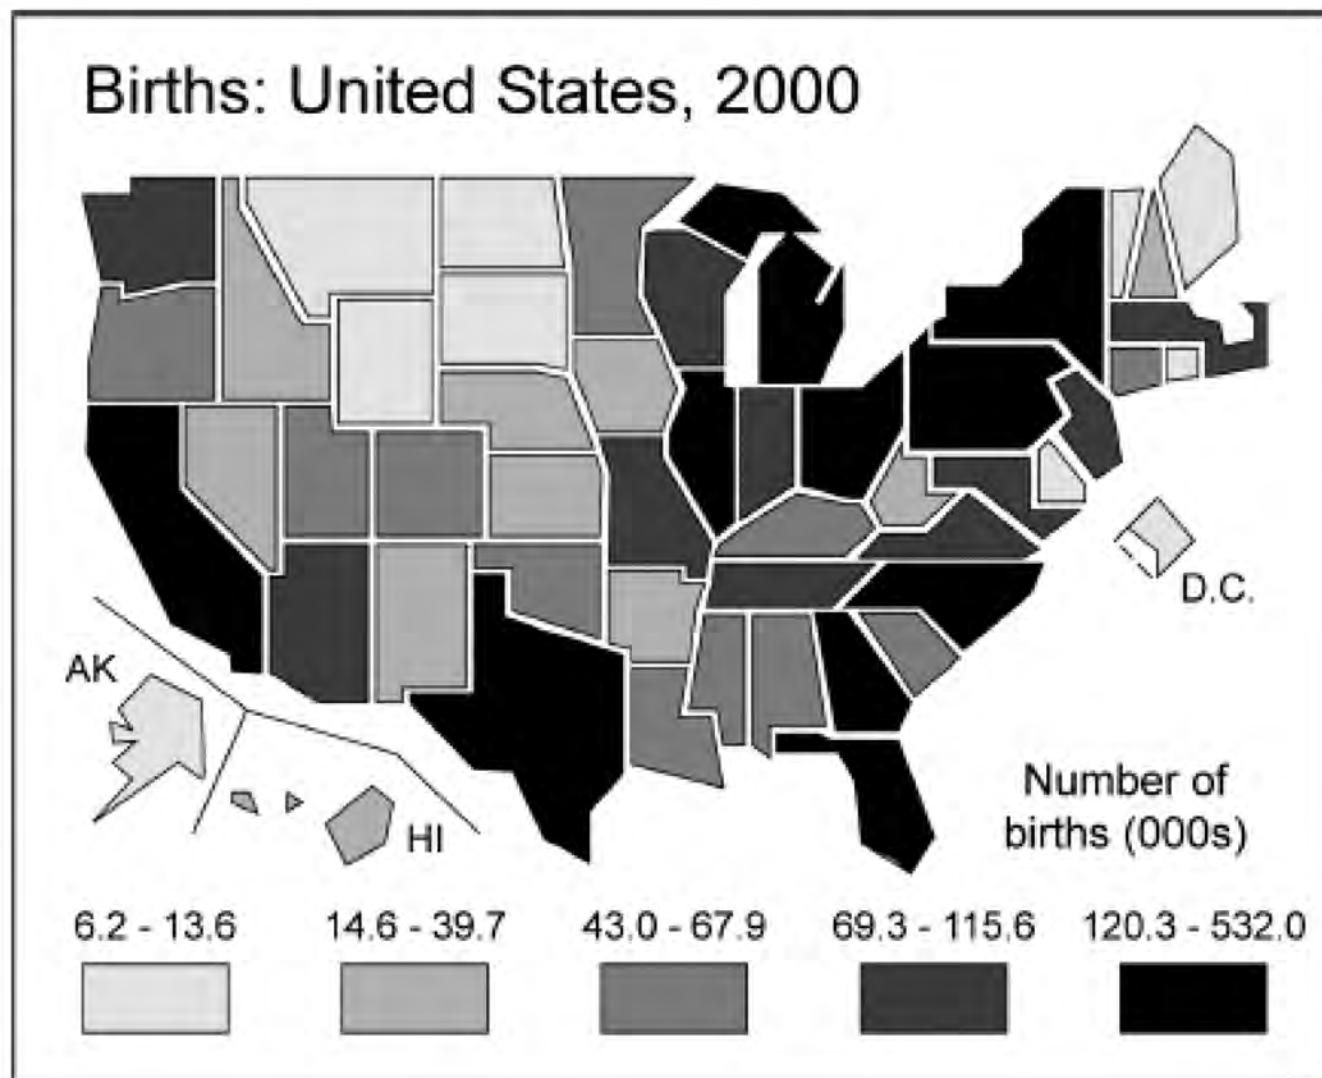 Births: United States, 2000
D.C.
AK
HI
Number of
births (000s)
6.2 - 13.6
14.6 - 39.7
43.0 - 67.9
69.3 - 115.6
120.3 - 532.0